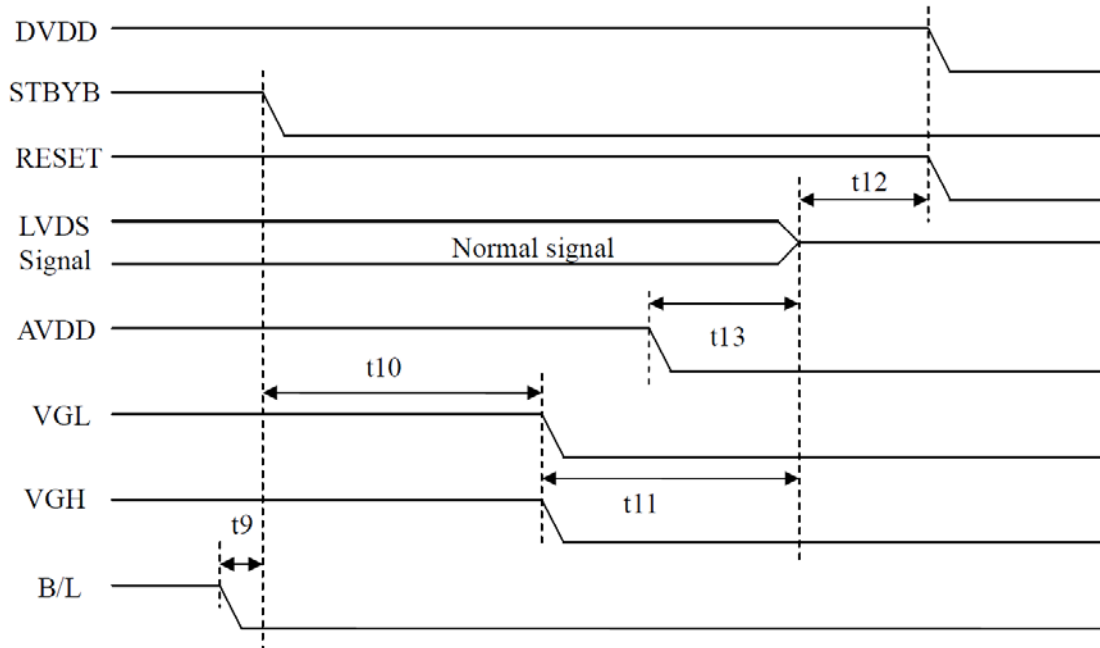 DVDD
STBYB
RESET
t12
LVDS
Signal
Normal signal
AVDD
t13
t10
VGL
VGH
t11
t9
B/L